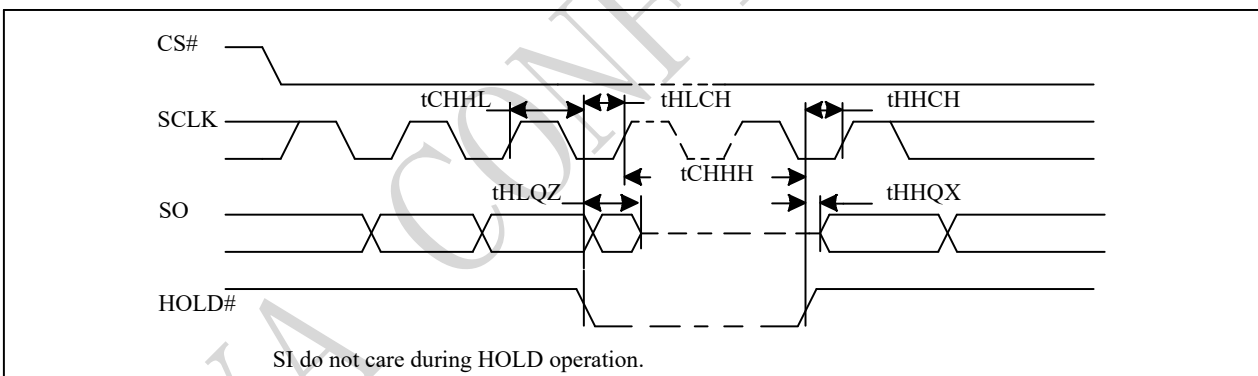 CS#
tCHHL tHLCH tHHCH
SCLK
tCHHH
tHLQZ tHHQX
SO
HOLD#
SI do not care during HOLD operation.